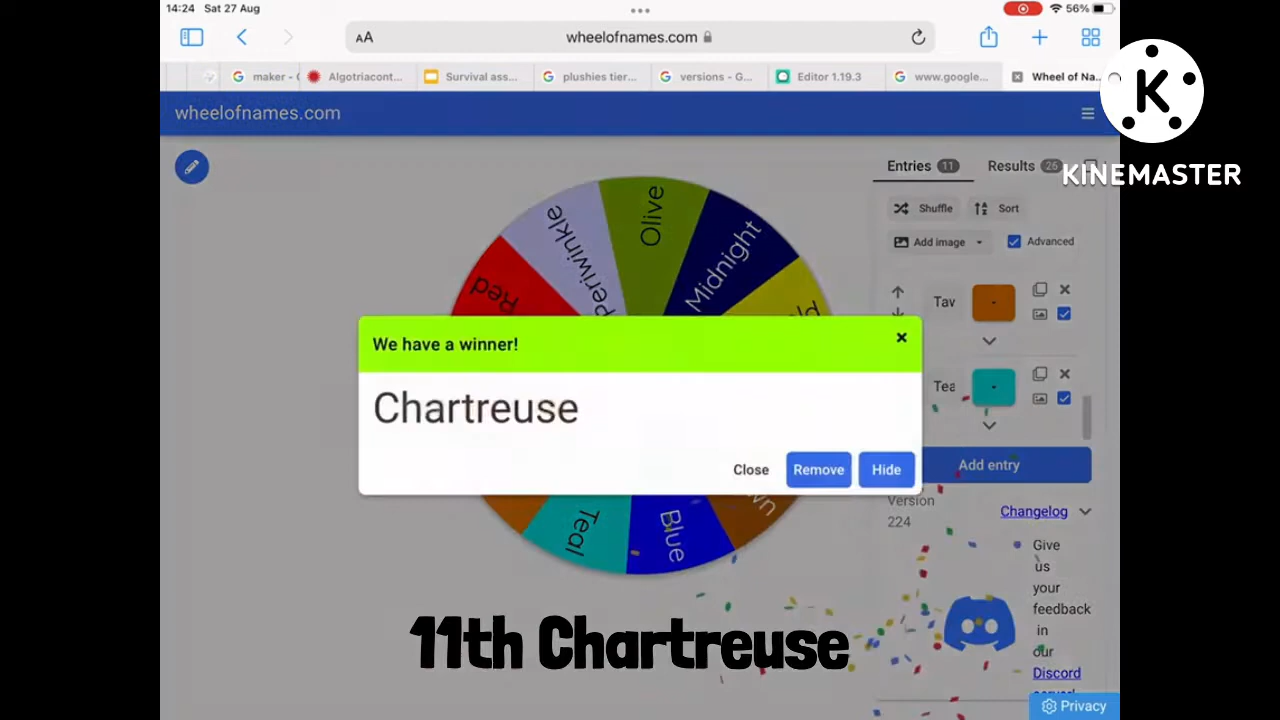 14:24 Sat 27 Aug
56%
AA
wheelofnames.com
maker - G
Algotriacont...
Survival ass...
plushies tier...
versions - G...
Editor 1.19.3
www.google...
Wheel of Na...
K
KINEMASTER
wheelofnames.com
Entries 11
Results 26
Shuffle
Sort
Add image
Advanced
Red
Periwinkle
Olive
Midnight
Tav
We have a winner!
Chartreuse
Close
Remove
Hide
Tea
Add entry
Teal
Blue
Version
224
Changelog
Give
us
your
feedback
in
our
Discord
server!
11th Chartreuse
Privacy